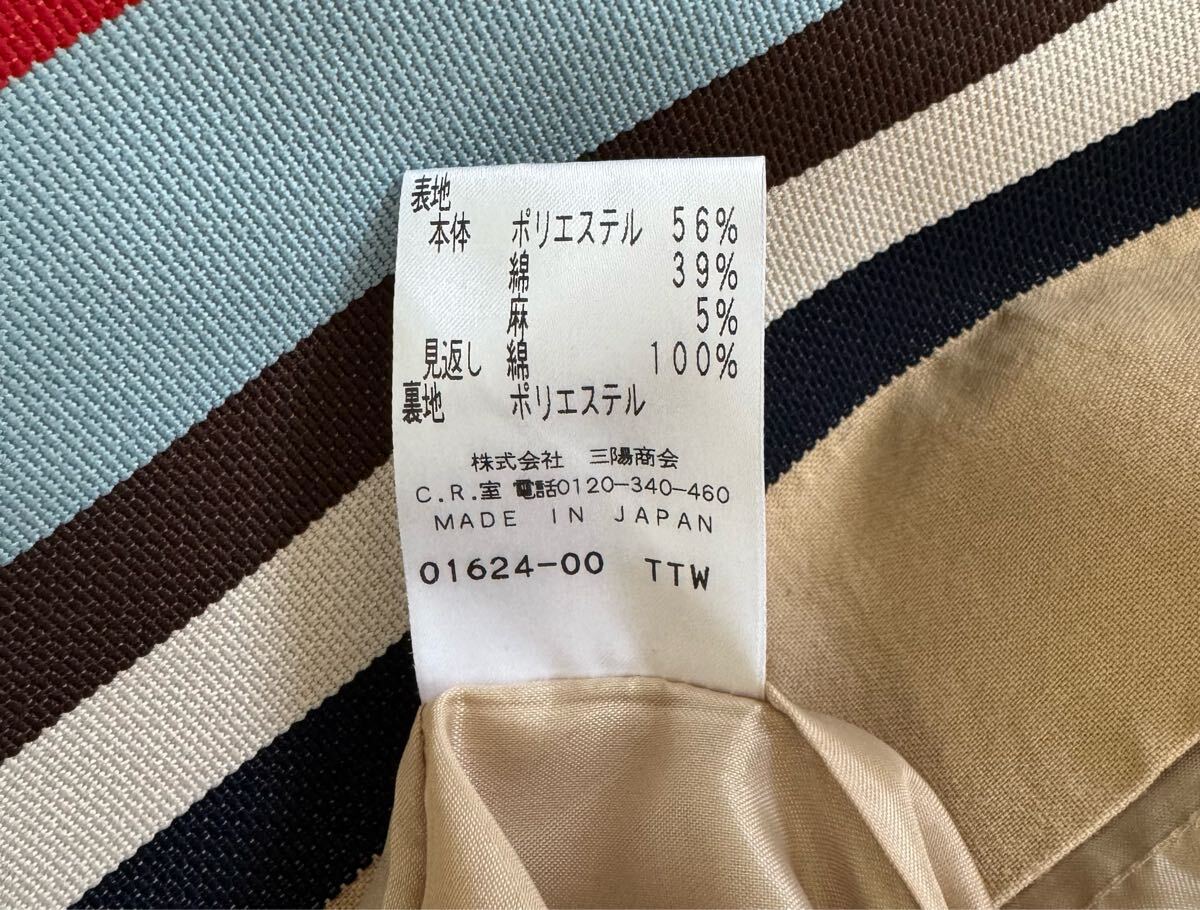 表地
本体 ポリエステル 56%
綿 39%
麻 5%
見返し 綿 100%
裏地 ポリエステル
株式会社 三陽商会
C.R.室 電話0120-340-460
MADE IN JAPAN
01624-00 TTW